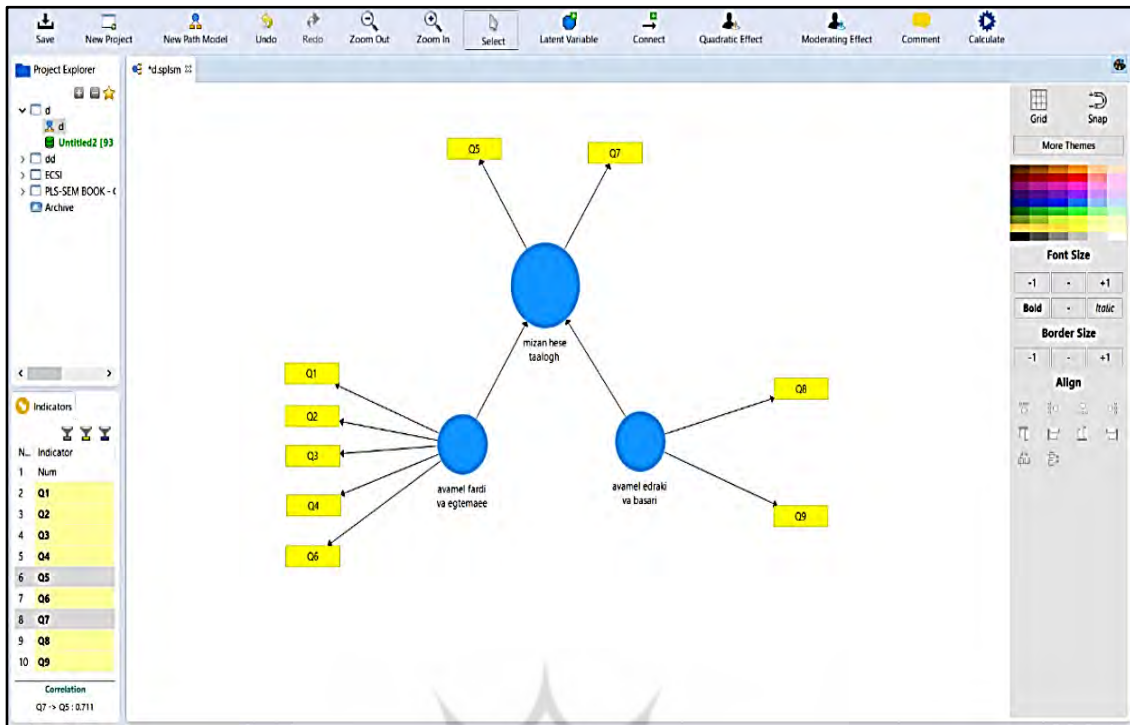 Save New Project New Path Model Undo Redo Zoom Out Zoom In Select Latent Variable Connect Quadratic Effect Moderating Effect Comment Calculate
Project Explorer
*d.splsm
d
d
Untitled2 [93
dd
ECSI
PLS-SEM BOOK - C
Archive
Indicators
N... Indicator
1 Num
2 Q1
3 Q2
4 Q3
5 Q4
6 Q5
7 Q6
8 Q7
9 Q8
10 Q9
Correlation
Q7 -> Q5 : 0.711
Q5
Q7
mizan hese
taalogh
Q1
Q2
Q3
Q4
Q6
avamel fardi
va egtemaee
avamel edraki
va basari
Q8
Q9
Grid Snap
More Themes
Font Size
-1 - +1
Bold - Italic
Border Size
-1 - +1
Align